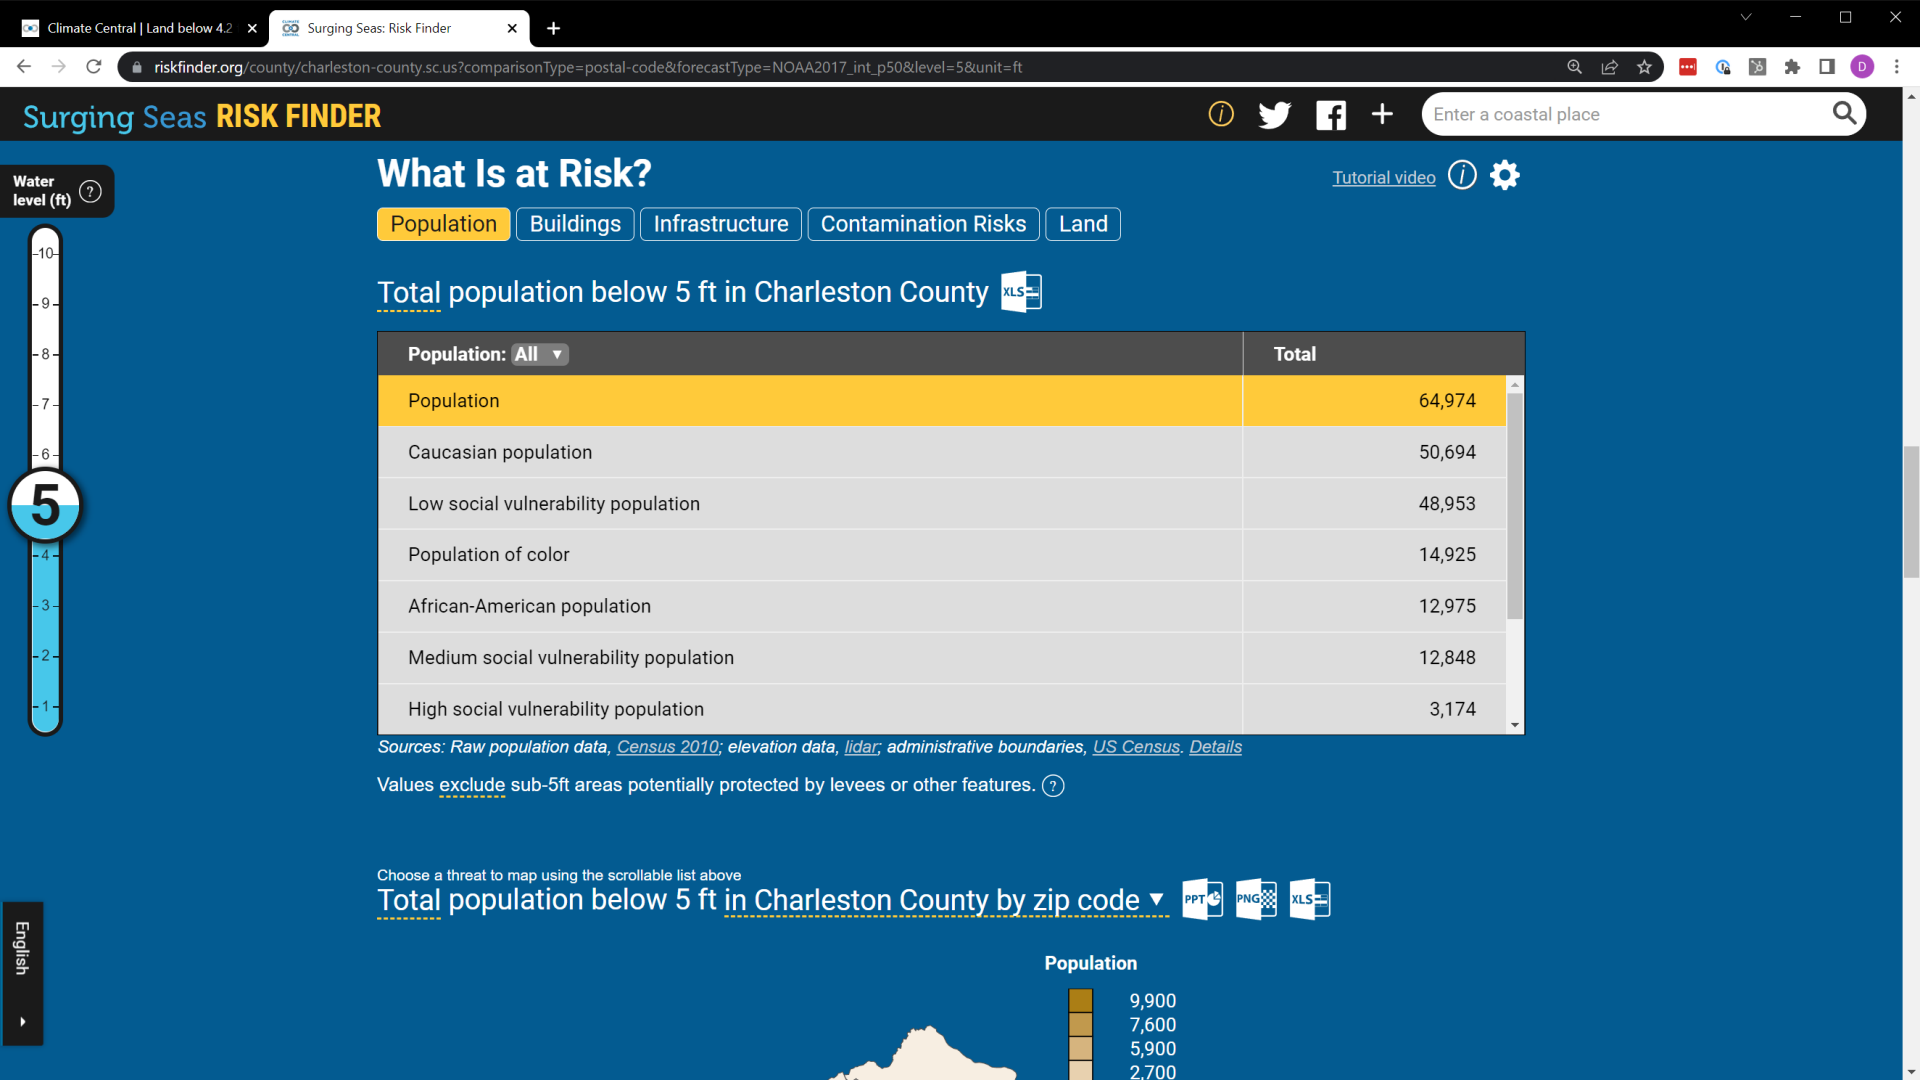 Climate Central | Land below 4.2
Surging Seas: Risk Finder
riskfinder.org/county/charleston-county.sc.us?comparisonType=postal-code&forecastType=NOAA2017_int_p50&level=5&unit=ft
D
Surging Seas RISK FINDER
i
Enter a coastal place
Water level (ft) ?
10
9
8
7
6
5
4
3
2
1
English
What Is at Risk?
Tutorial video i
Population Buildings Infrastructure Contamination Risks Land
Total population below 5 ft in Charleston County XLS
Population: All ▼ Total
Population 64,974
Caucasian population 50,694
Low social vulnerability population 48,953
Population of color 14,925
African-American population 12,975
Medium social vulnerability population 12,848
High social vulnerability population 3,174
Sources: Raw population data, Census 2010; elevation data, lidar; administrative boundaries, US Census. Details
Values exclude sub-5ft areas potentially protected by levees or other features. ?
Choose a threat to map using the scrollable list above
Total population below 5 ft in Charleston County by zip code ▼ PPT PNG XLS
Population
9,900
7,600
5,900
2,700